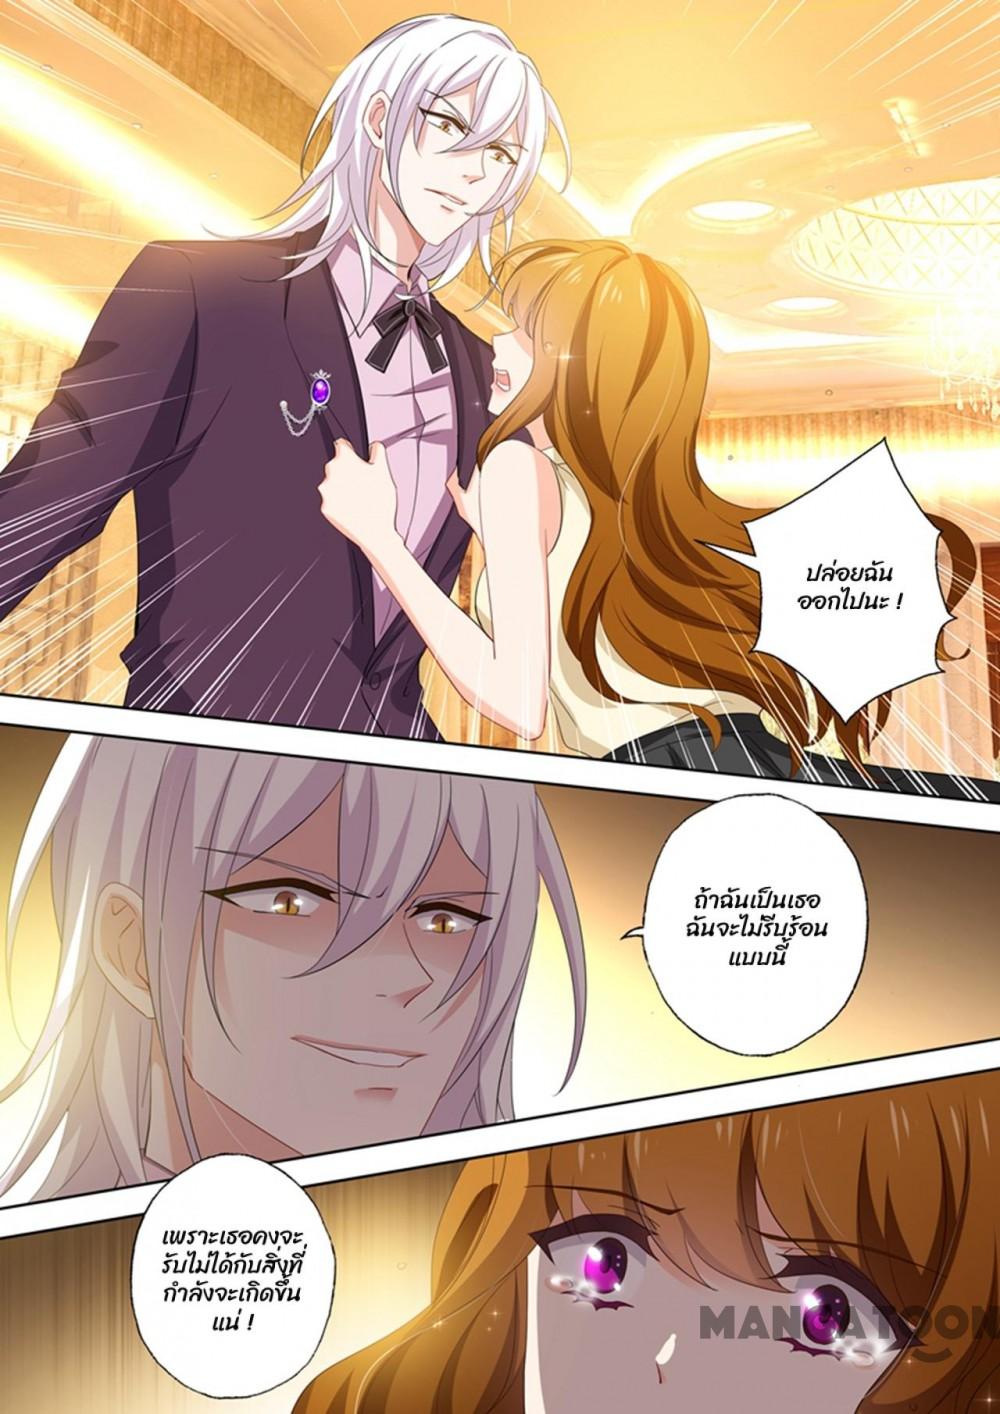 ปล่อยฉัน
ออกไปนะ !
ถ้าฉันเป็นเธอ
ฉันจะไม่รีบร้อน
แบบนี้
เพราะเธอคงจะ
รับไม่ได้กับสิ่งที่
กำลังจะเกิดขึ้น
แน่ !
MANGATOON